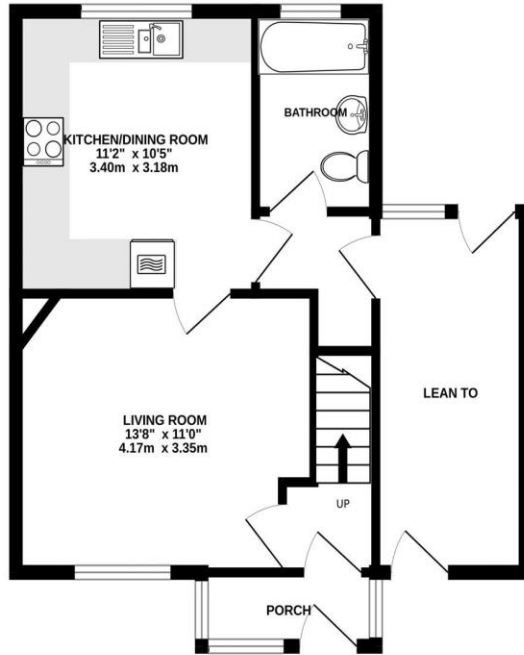 BATHROOM
KITCHEN/DINING ROOM
11'2" x 10'5"
3.40m x 3.18m
LEAN TO
LIVING ROOM
13'8" x 11'0"
4.17m x 3.35m
UP
PORCH